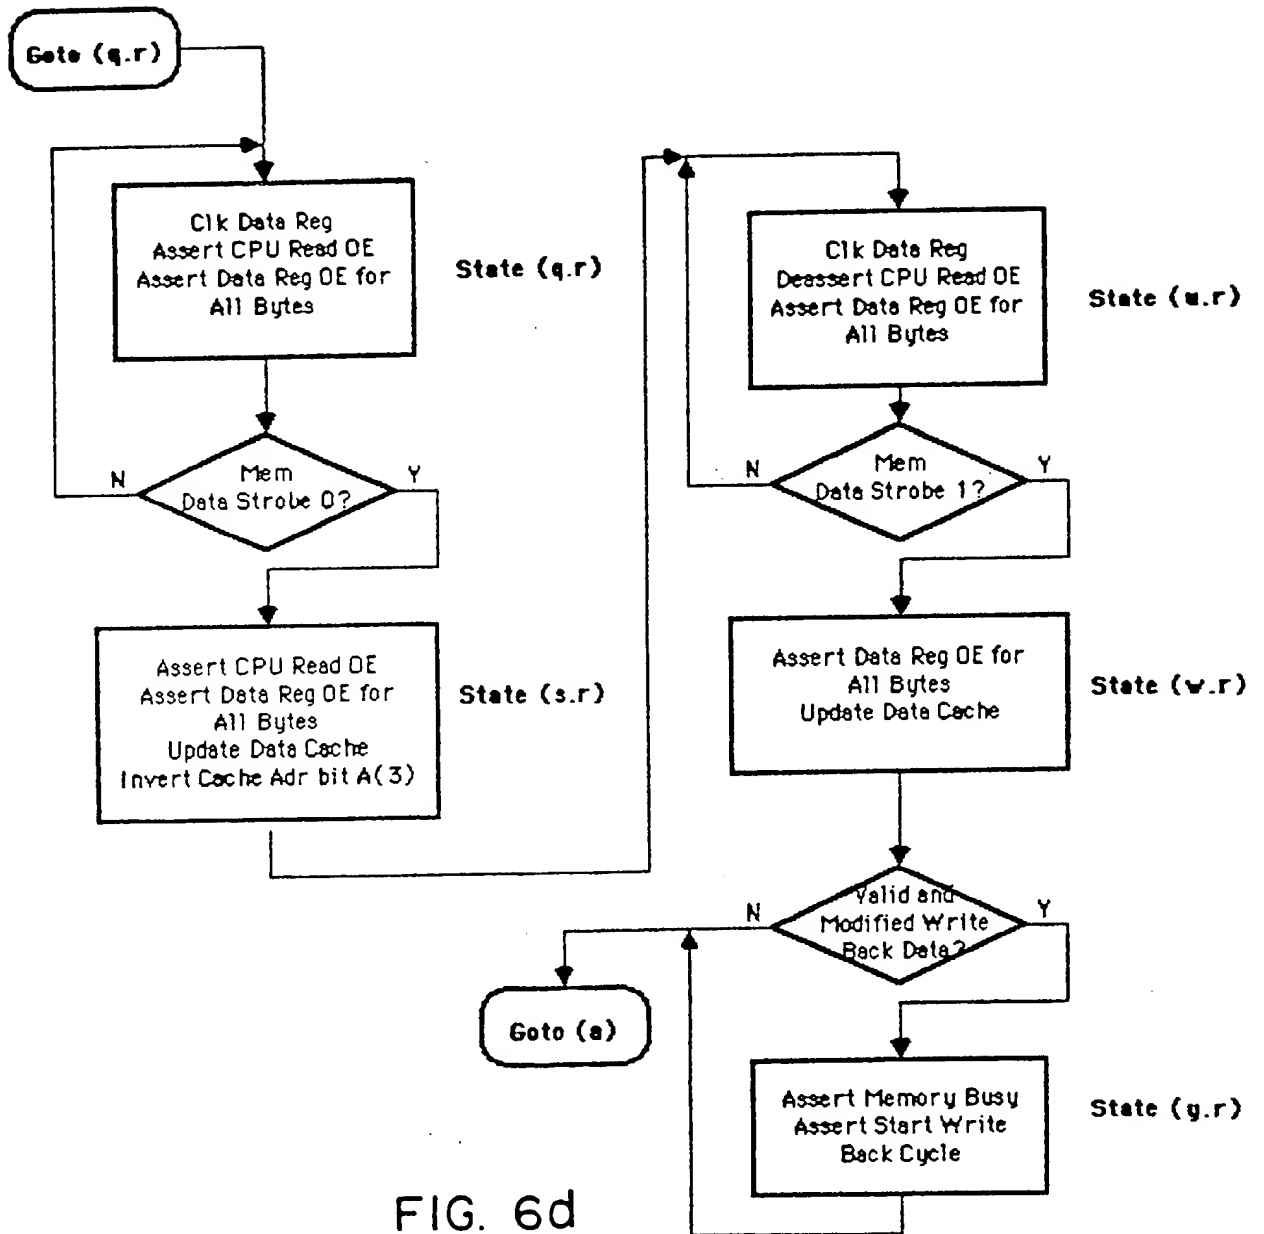 Goto (q.r)
Clk Data Reg
Assert CPU Read OE
Assert Data Reg OE for
All Bytes
State (q.r)
N
Mem
Data Strobe 0?
Y
Assert CPU Read OE
Assert Data Reg OE for
All Bytes
Update Data Cache
Invert Cache Adr bit A(3)
State (s.r)
Clk Data Reg
Deassert CPU Read OE
Assert Data Reg OE for
All Bytes
State (u.r)
N
Mem
Data Strobe 1?
Y
Assert Data Reg OE for
All Bytes
Update Data Cache
State (w.r)
N
Valid and
Modified Write
Back Data?
Y
Goto (a)
Assert Memory Busy
Assert Start Write
Back Cycle
State (y.r)
FIG. 6d